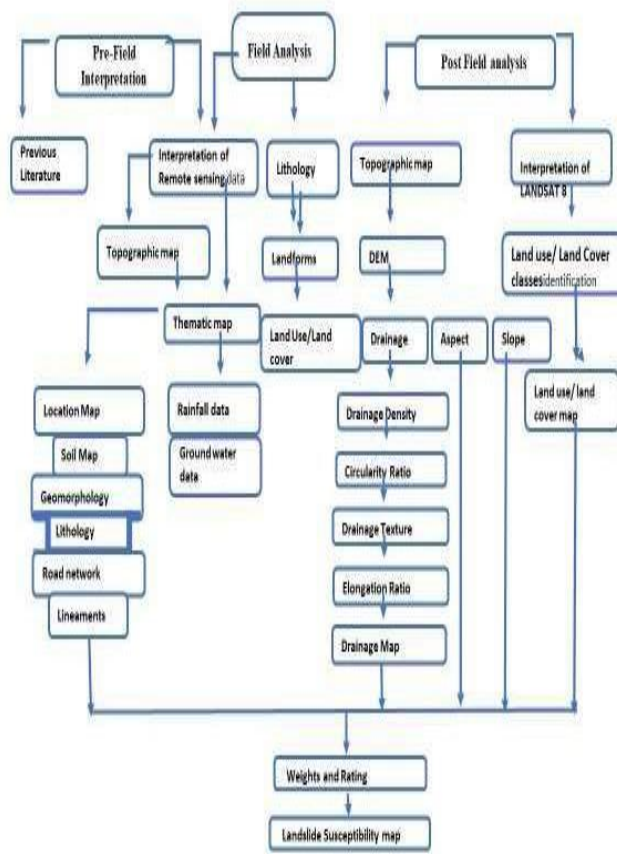 Pre-Field
Interpretation
Field Analysis
Post Field analysis
Previous
Literature
Interpretation of
Remote sensing data
Lithology
Topographic map
Interpretation of
LANDSAT 8
Topographic map
Landforms
DEM
Land use/ Land Cover
classesidentification
Thematic map
Land Use/Land
cover
Drainage
Aspect
Slope
Location Map
Rainfall data
Drainage Density
Land use/ land
cover map
Soil Map
Ground water
data
Geomorphology
Circularity Ratio
Lithology
Drainage Texture
Road network
Elongation Ratio
Lineaments
Drainage Map
Weights and Rating
Landslide Susceptibility map